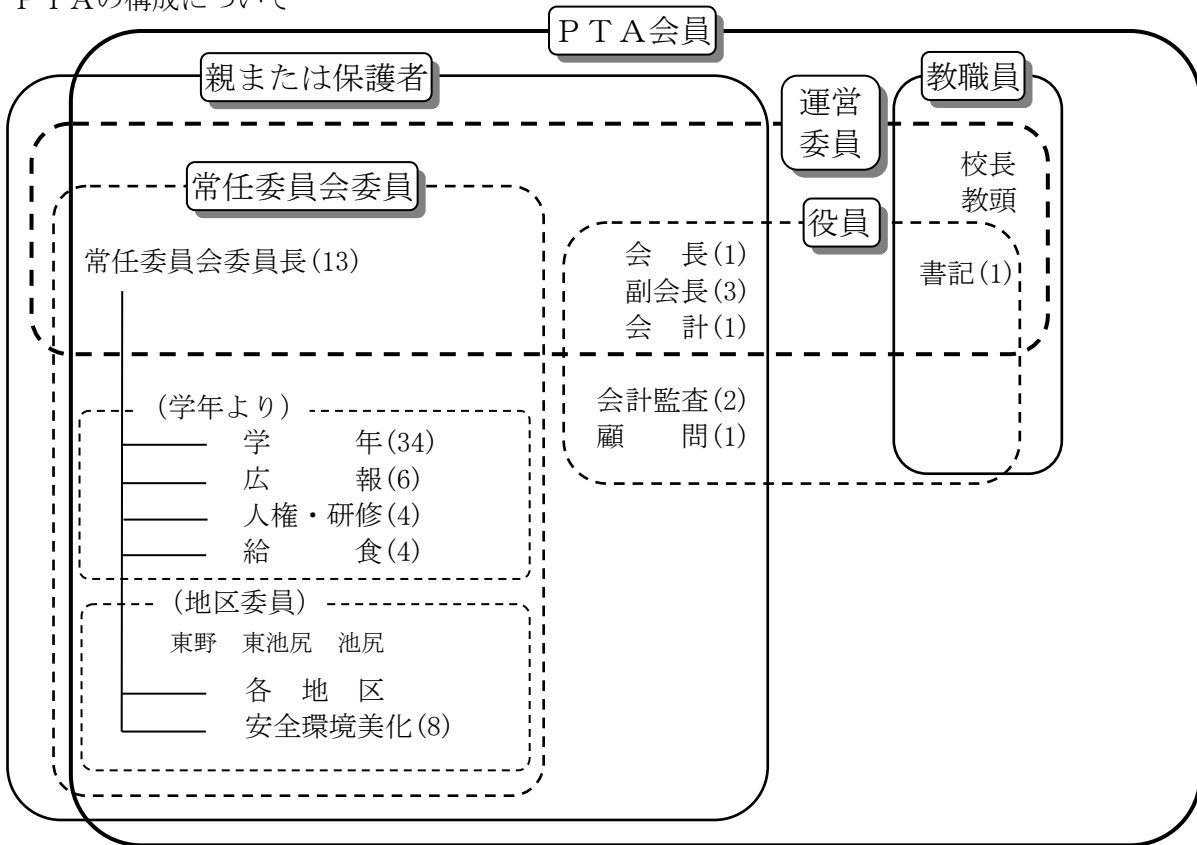 ＰＴＡの構成について
ＰＴＡ会員
親または保護者
教職員
運営
委員
校長
教頭
常任委員会委員
役員
常任委員会委員長(13)
会　長(1)
副会長(3)
会　計(1)
書記(1)
会計監査(2)
顧　　問(1)
(学年より)
学　　　年(34)
広　　　報(6)
人権・研修(4)
給　　　食(4)
(地区委員)
東野　東池尻　池尻
各　地　区
安全環境美化(8)